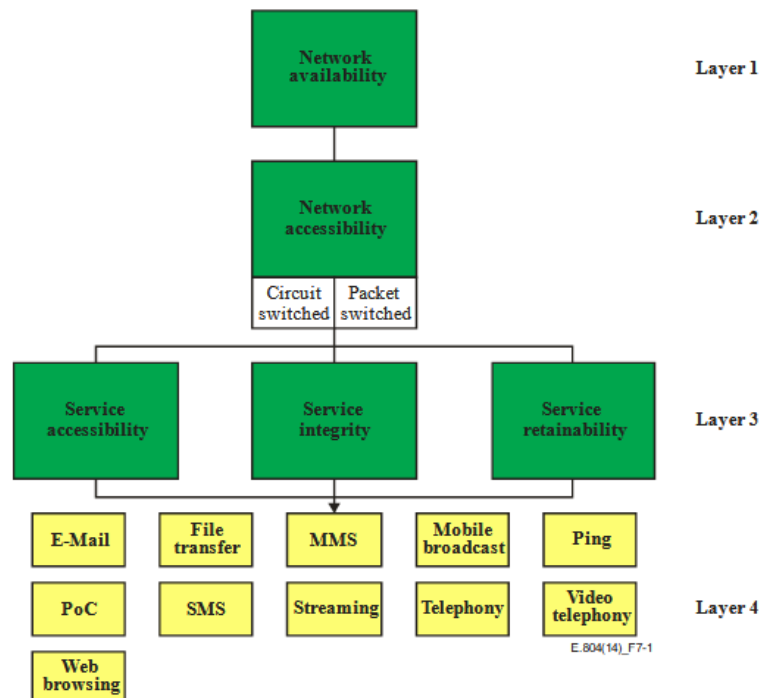 Network
availability
Layer 1
Network
accessibility
Layer 2
Circuit
switched
Packet
switched
Service
accessibility
Service
integrity
Service
retainability
Layer 3
E-Mail
File
transfer
MMS
Mobile
broadcast
Ping
PoC
SMS
Streaming
Telephony
Video
telephony
Layer 4
E.804(14)_F7-1
Web
browsing